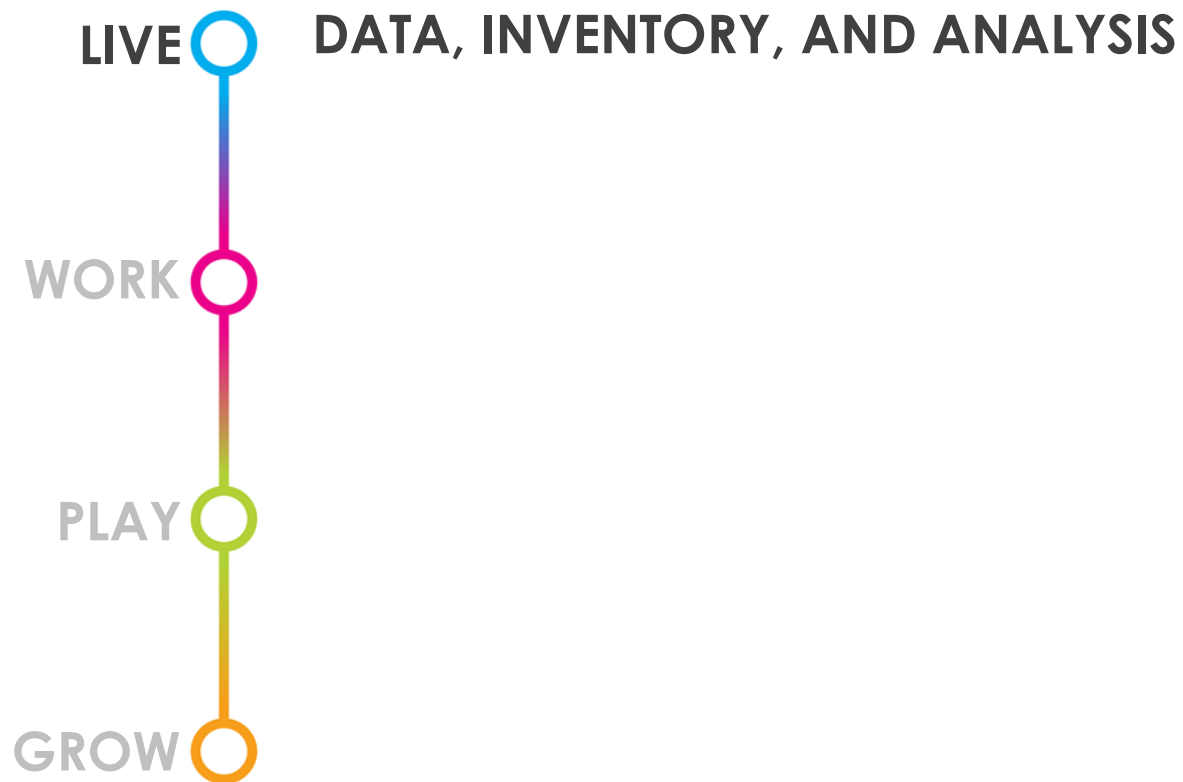 LIVE
DATA, INVENTORY, AND ANALYSIS
WORK
PLAY
GROW